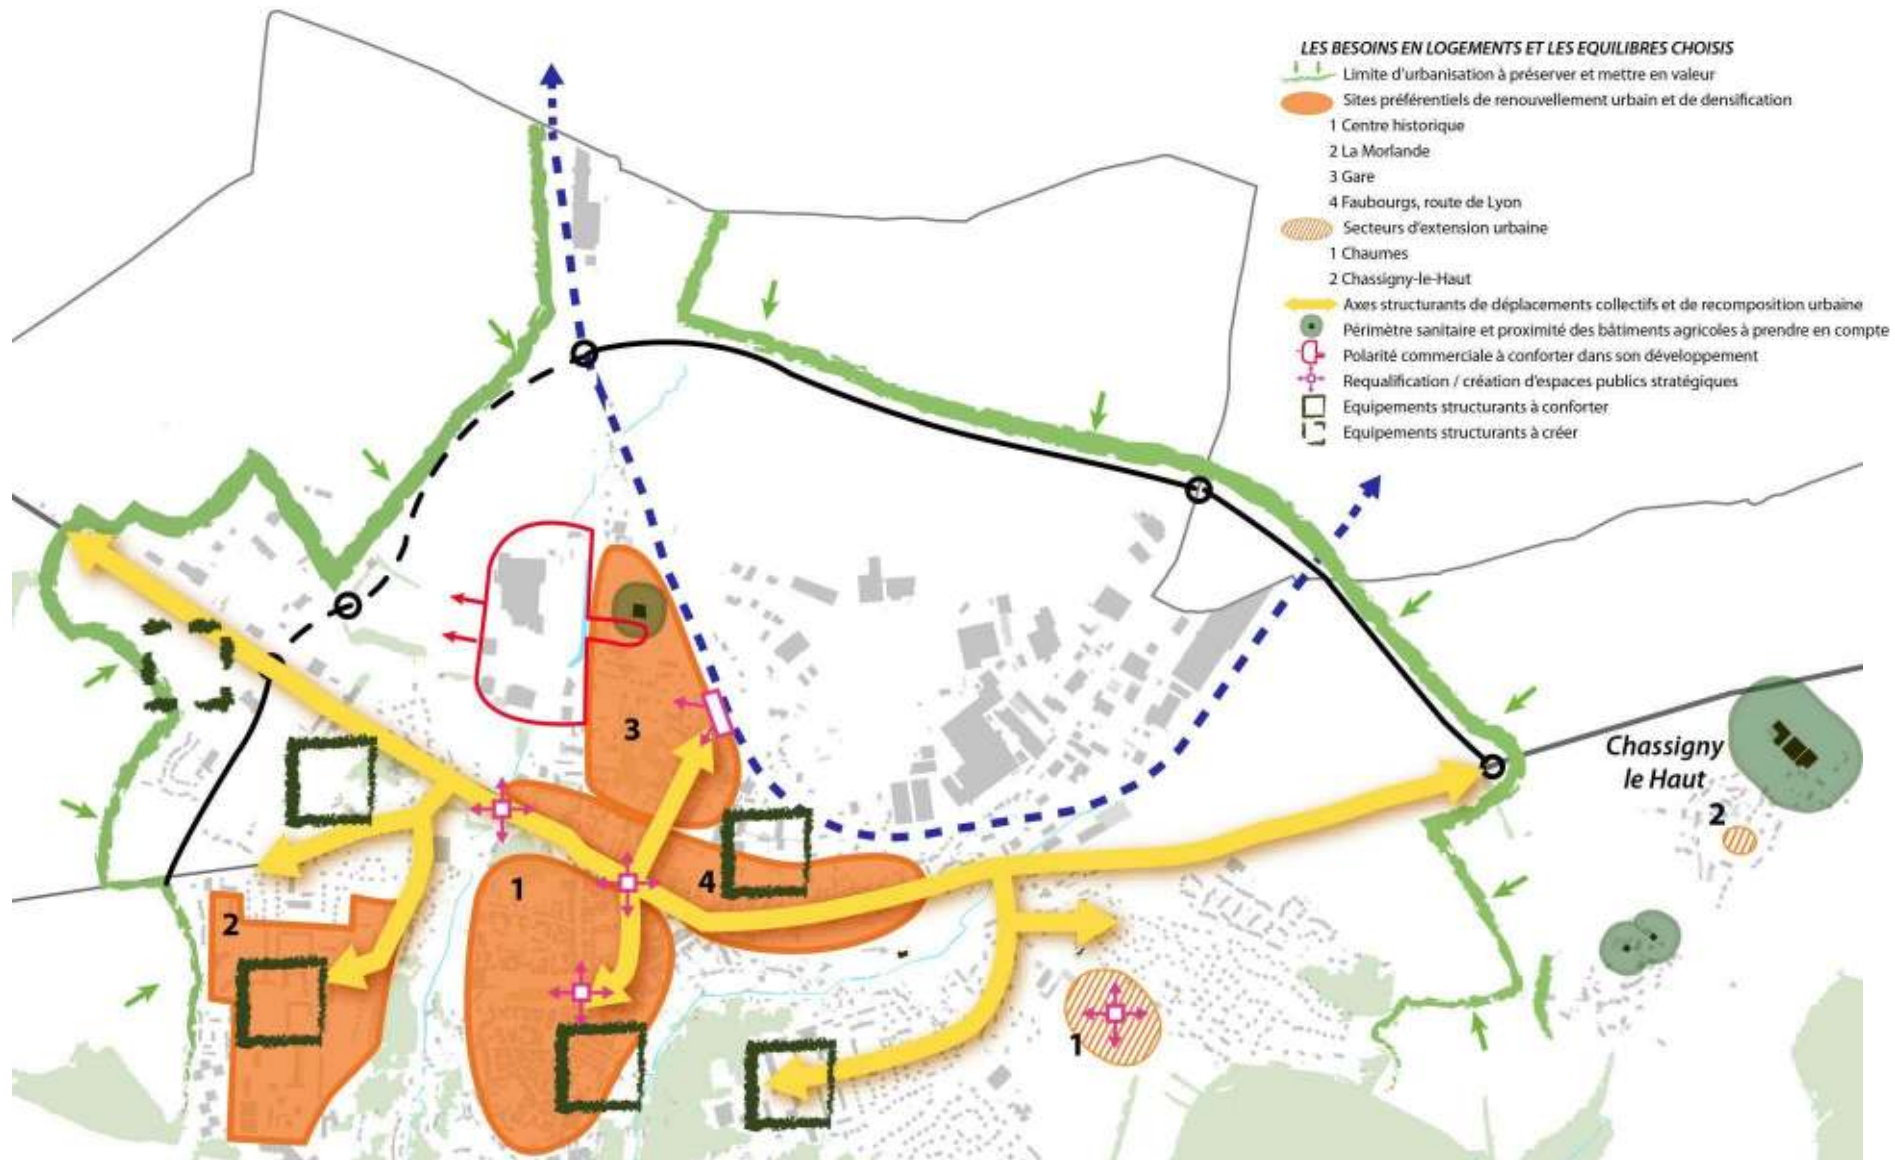 LES BESOINS EN LOGEMENTS ET LES EQUILIBRES CHOISIS
Limite d'urbanisation à préserver et mettre en valeur
Sites préférentiels de renouvellement urbain et de densification
1 Centre historique
2 La Morlande
3 Gare
4 Faubourgs, route de Lyon
Secteurs d'extension urbaine
1 Chaumes
2 Chassigny-le-Haut
Axes structurants de déplacements collectifs et de recomposition urbaine
Périmètre sanitaire et proximité des bâtiments agricoles à prendre en compte
Polarité commerciale à conforter dans son développement
Requalification / création d'espaces publics stratégiques
Equipements structurants à conforter
Equipements structurants à créer
3
Chassigny
le Haut
2
1
4
2
1